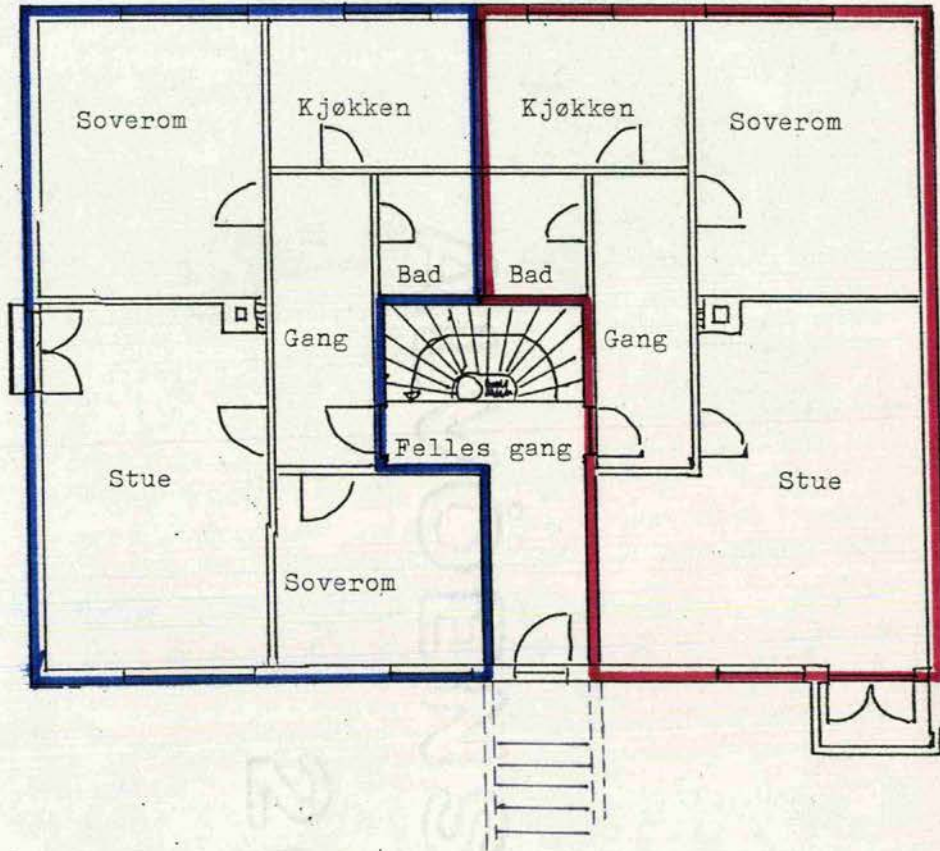 Soverom
Kjøkken
Kjøkken
Soverom
Bad
Bad
Gang
Gang
Felles gang
Stue
Stue
Soverom